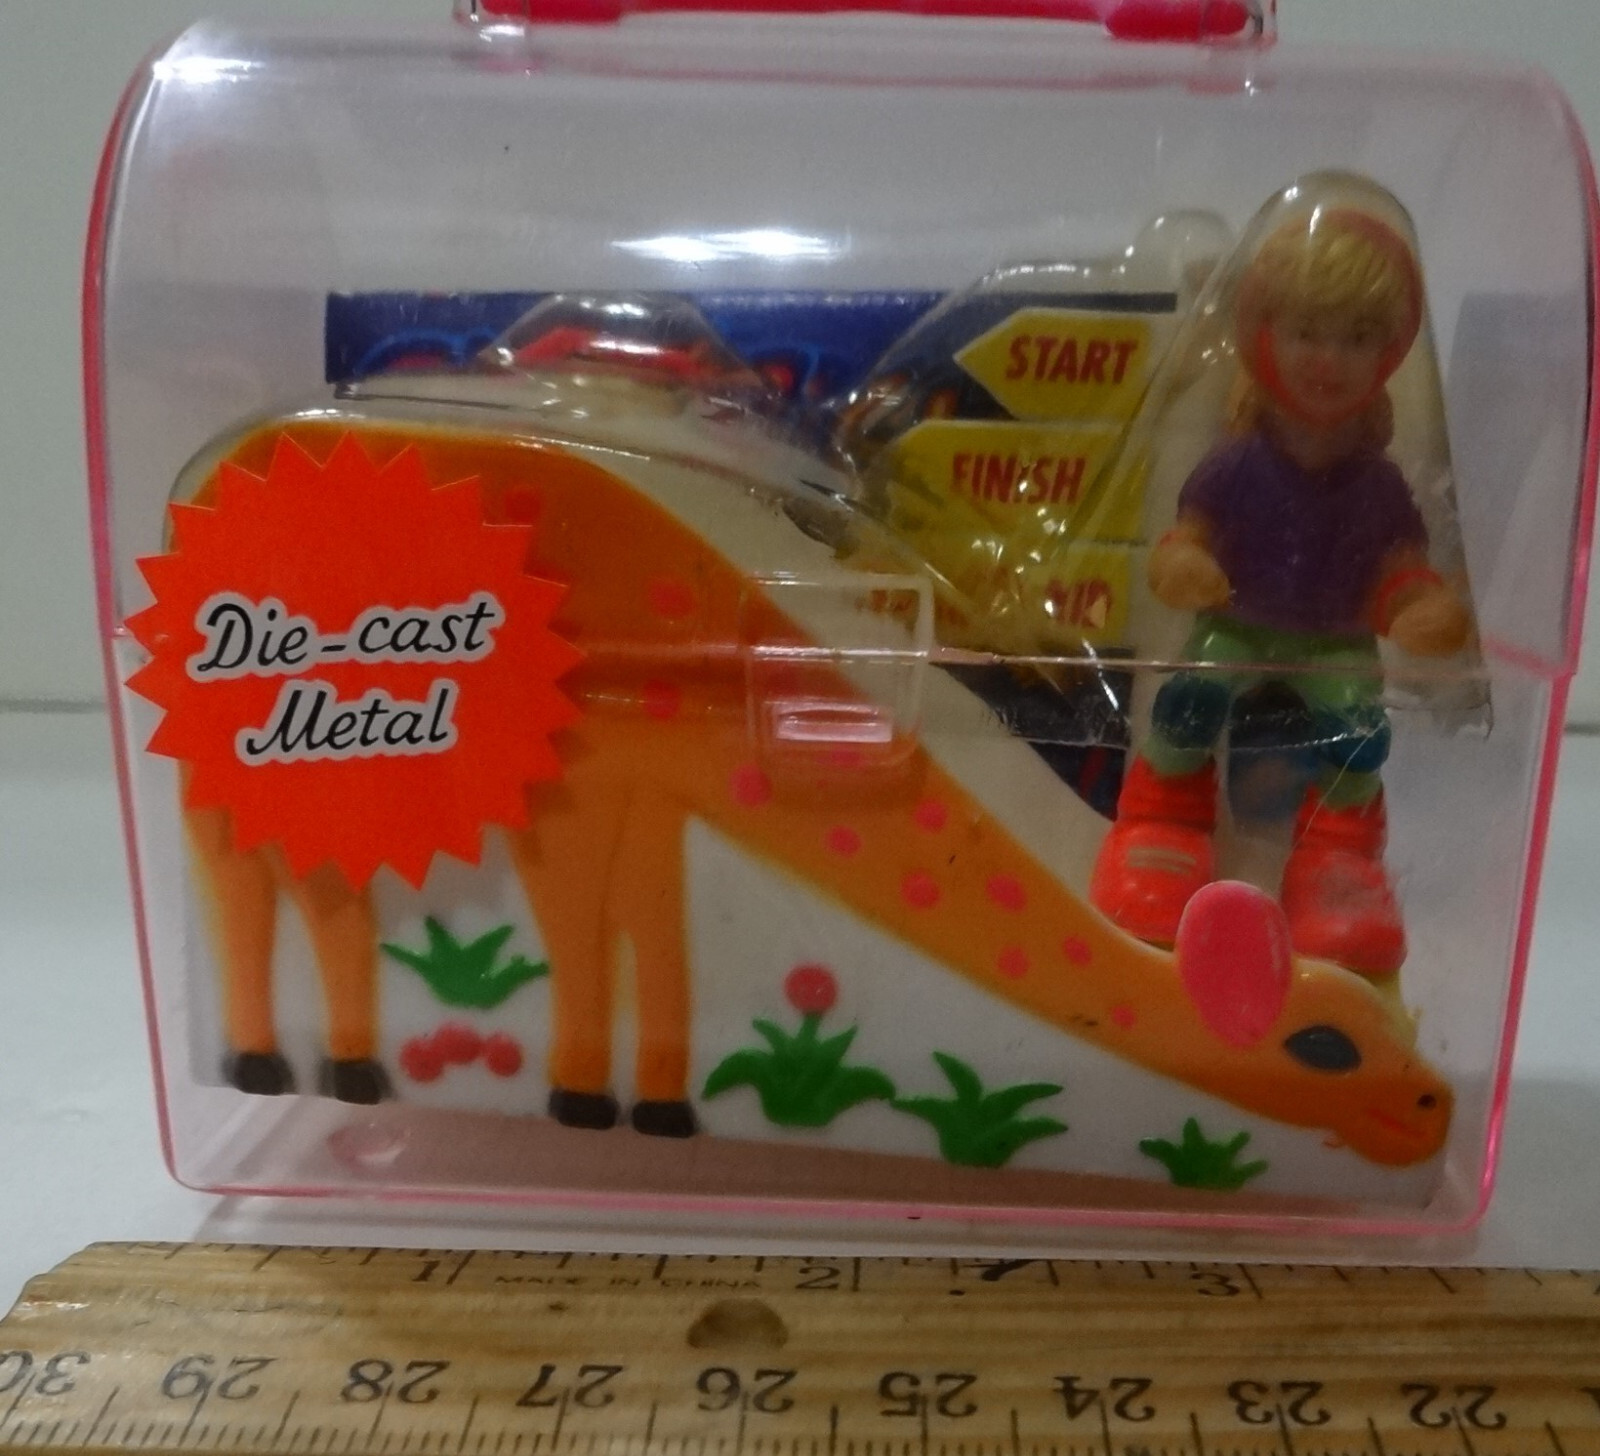 START
FINISH
AID
Die-cast
Metal
1 2 3
MADE IN CHINA
30 29 28 27 26 25 24 23 22